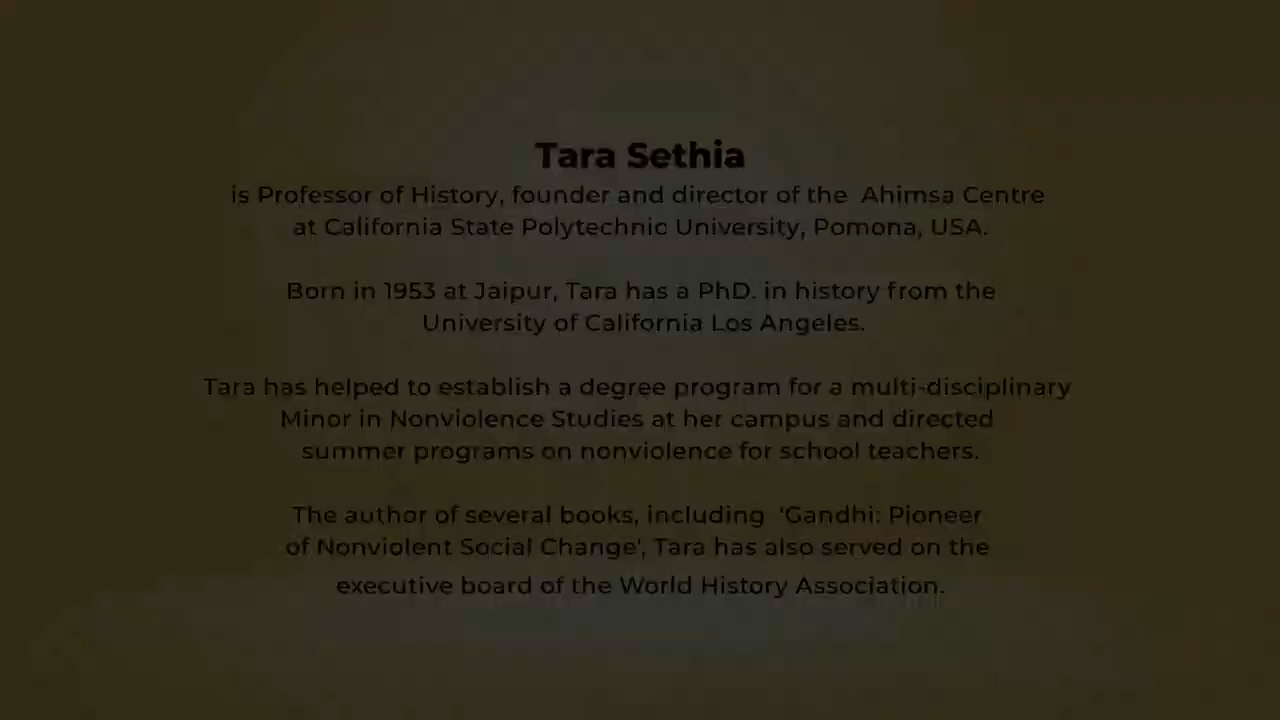 Tara Sethia
is Professor of History, founder and director of the Ahimsa Centre
at California State Polytechnic University, Pomona, USA.
Born in 1953 at Jaipur, Tara has a PhD. in history from the
University of California Los Angeles.
Tara has helped to establish a degree program for a multi-disciplinary
Minor in Nonviolence Studies at her campus and directed
summer programs on nonviolence for school teachers.
The author of several books, including 'Gandhi: Pioneer
of Nonviolent Social Change', Tara has also served on the
executive board of the World History Association.